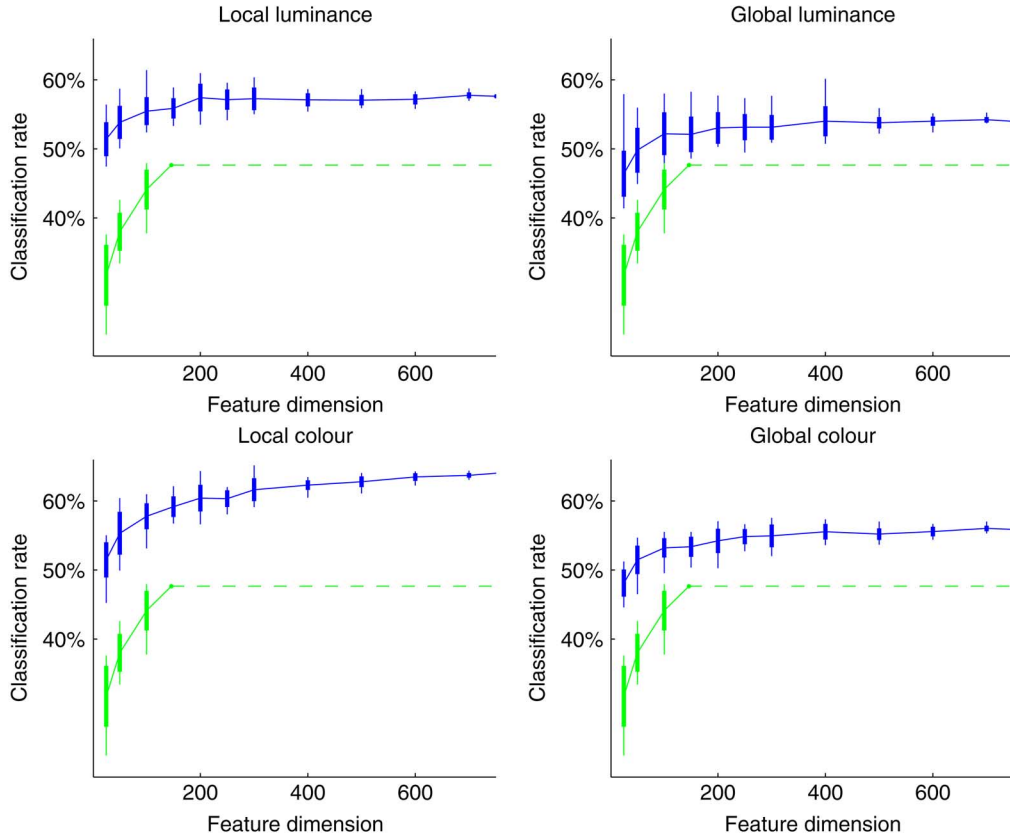 Local luminance
Classification rate
60%
50%
40%
200 400 600
Feature dimension
Global luminance
Classification rate
60%
50%
40%
200 400 600
Feature dimension
Local colour
Classification rate
60%
50%
40%
200 400 600
Feature dimension
Global colour
Classification rate
60%
50%
40%
200 400 600
Feature dimension